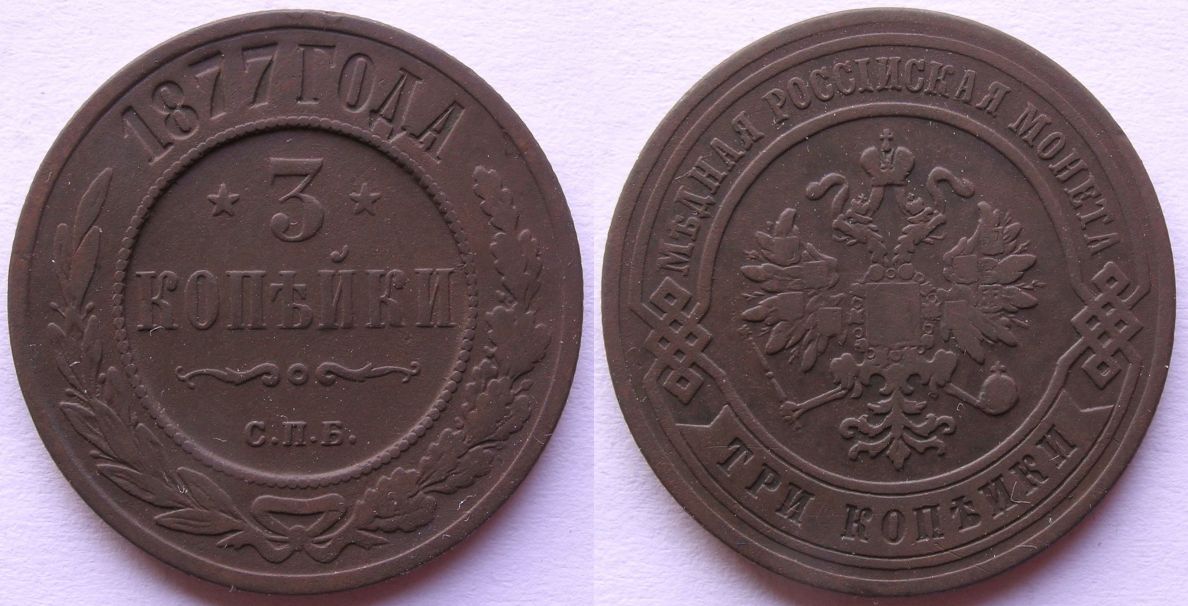 1877 ГОДА
3
КОПѢЙКИ
С.П.Б.
МѢДНАЯ РОССІЙСКАЯ МОНЕТА
ТРИ КОПѢЙКИ